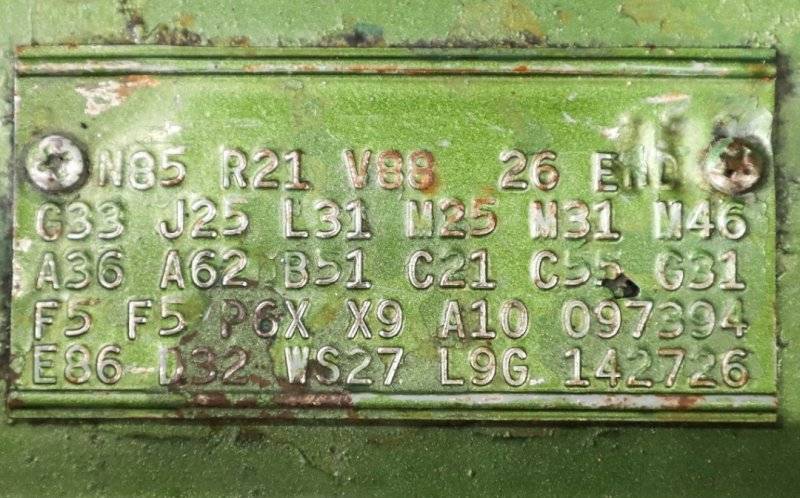 N85 R21 V88 26 END
G33 J25 L31 M25 M31 M46
A36 A62 B51 C21 C55 G31
F5 F5 P6X X9 A10 097394
E86-D32 WS27 L9G 142726